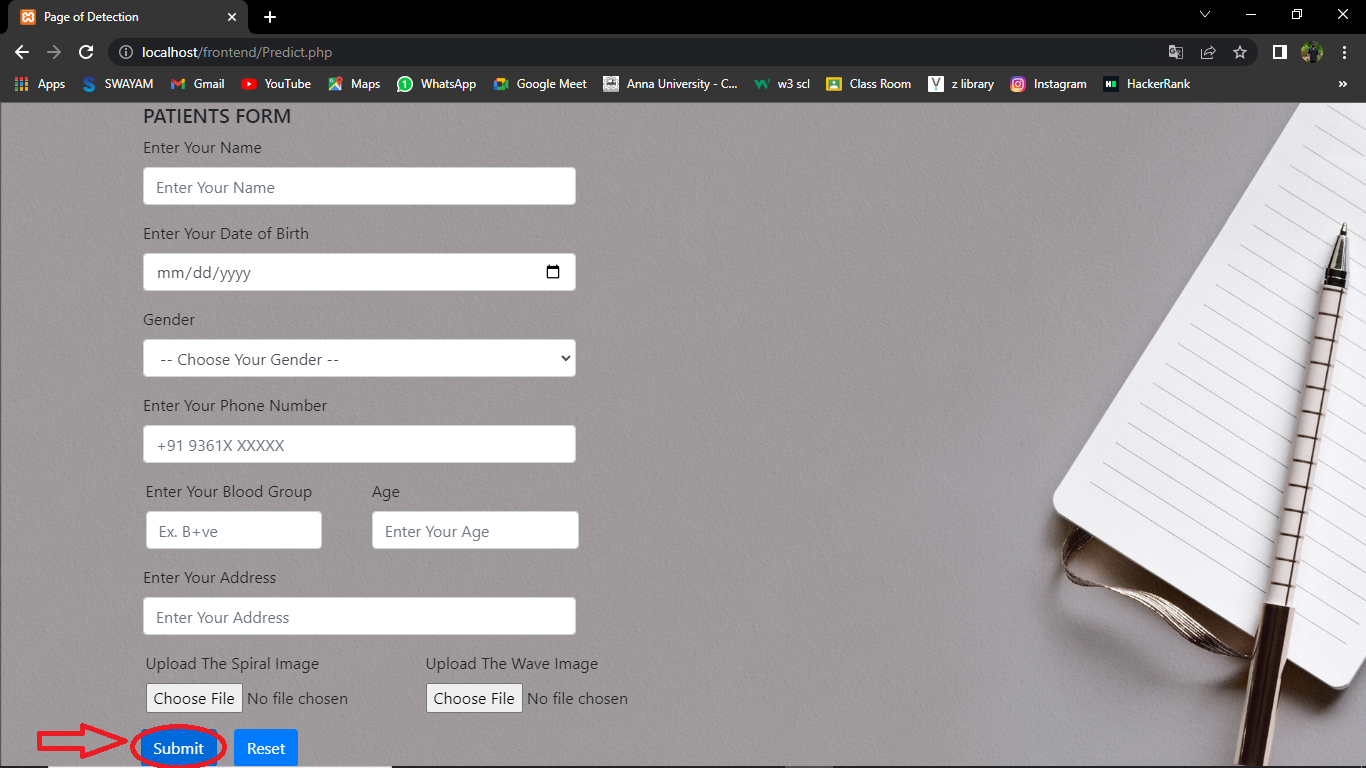 Page of Detection
localhost/frontend/Predict.php
Apps SWAYAM Gmail YouTube Maps WhatsApp Google Meet Anna University - C... w3 scl Class Room z library Instagram HackerRank »
PATIENTS FORM
Enter Your Name
Enter Your Name
Enter Your Date of Birth
mm/dd/yyyy
Gender
-- Choose Your Gender --
Enter Your Phone Number
+91 9361X XXXXX
Enter Your Blood Group Age
Ex. B+ve Enter Your Age
Enter Your Address
Enter Your Address
Upload The Spiral Image Upload The Wave Image
Choose File No file chosen Choose File No file chosen
Submit Reset